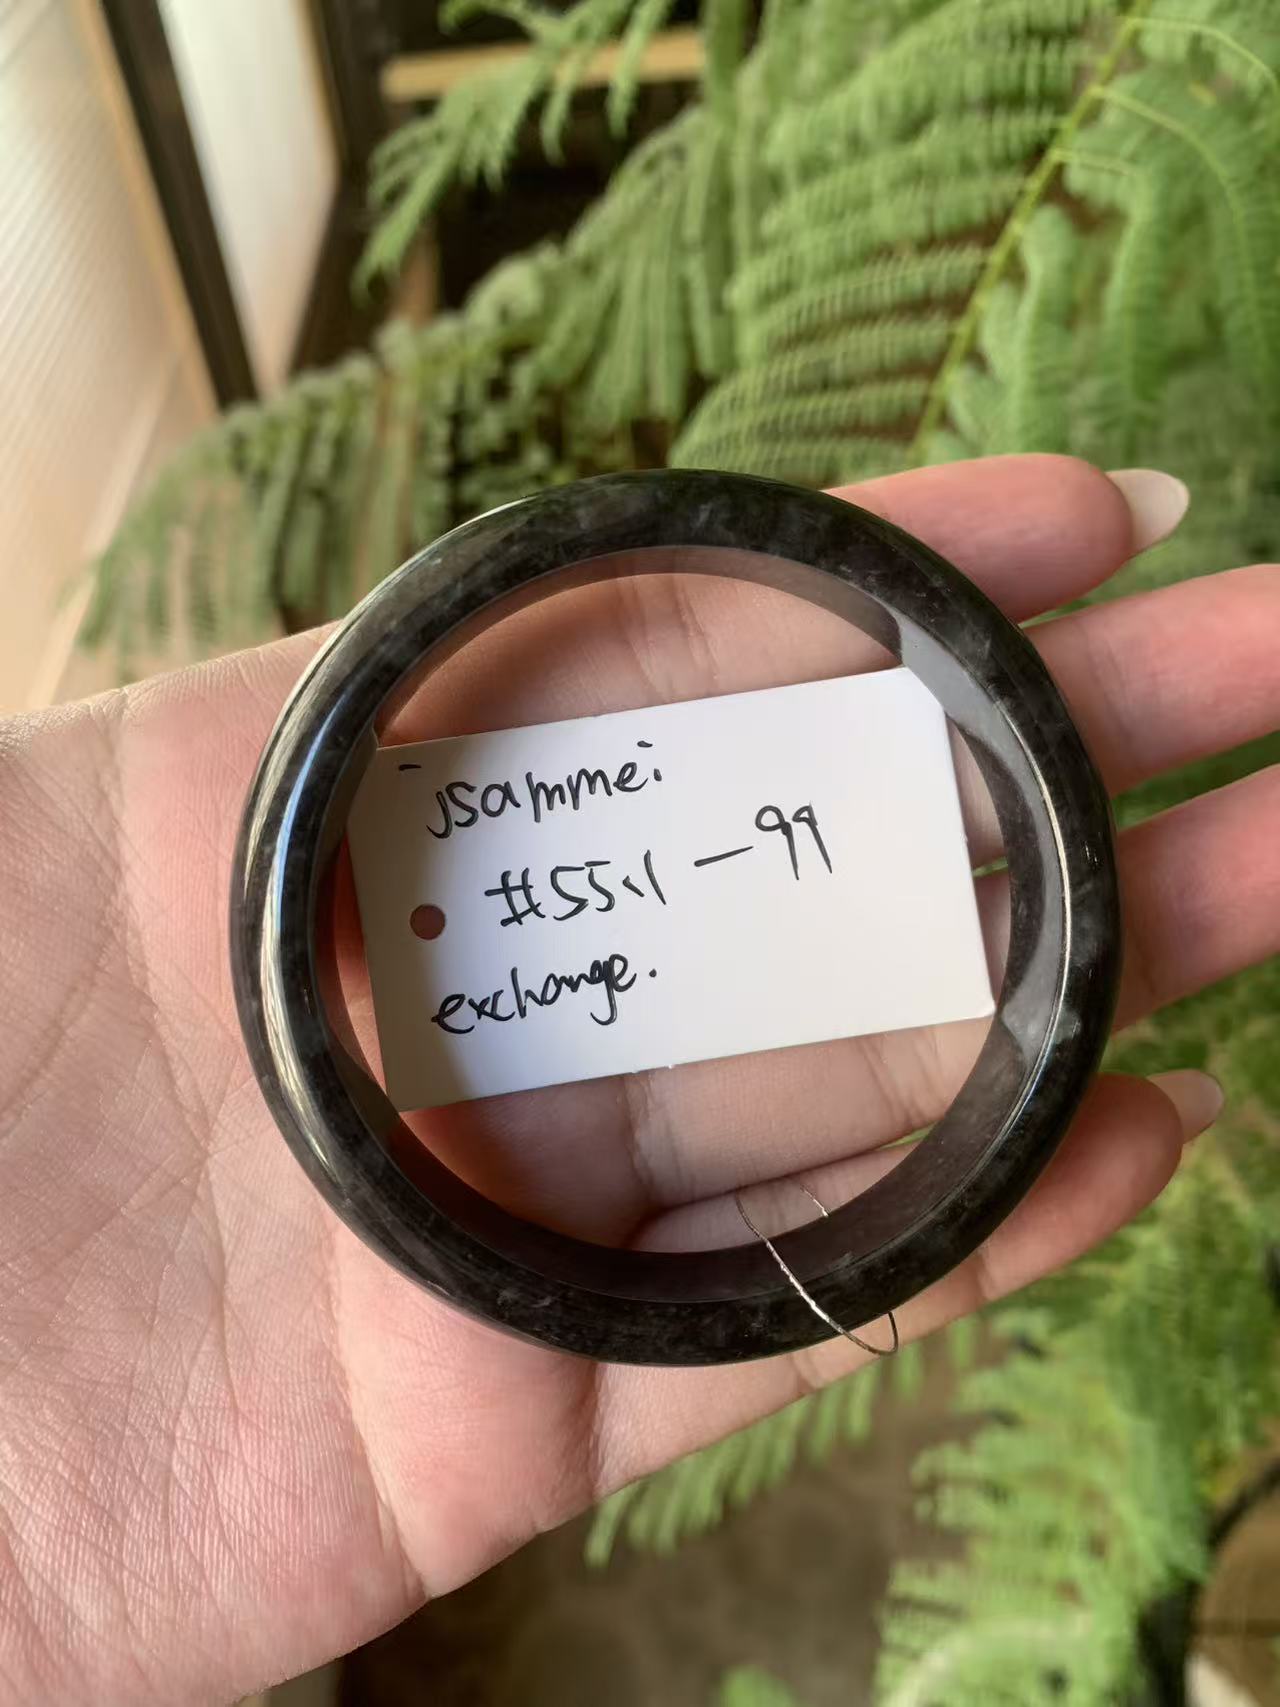 jsammei
#55.1 - 99
exchange.